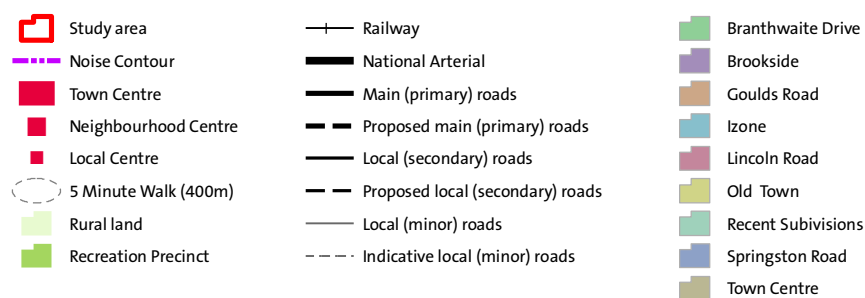 Study area
Noise Contour
Town Centre
Neighbourhood Centre
Local Centre
5 Minute Walk (400m)
Rural land
Recreation Precinct
Railway
National Arterial
Main (primary) roads
Proposed main (primary) roads
Local (secondary) roads
Proposed local (secondary) roads
Local (minor) roads
Indicative local (minor) roads
Branthwaite Drive
Brookside
Goulds Road
Izone
Lincoln Road
Old Town
Recent Subivisions
Springston Road
Town Centre